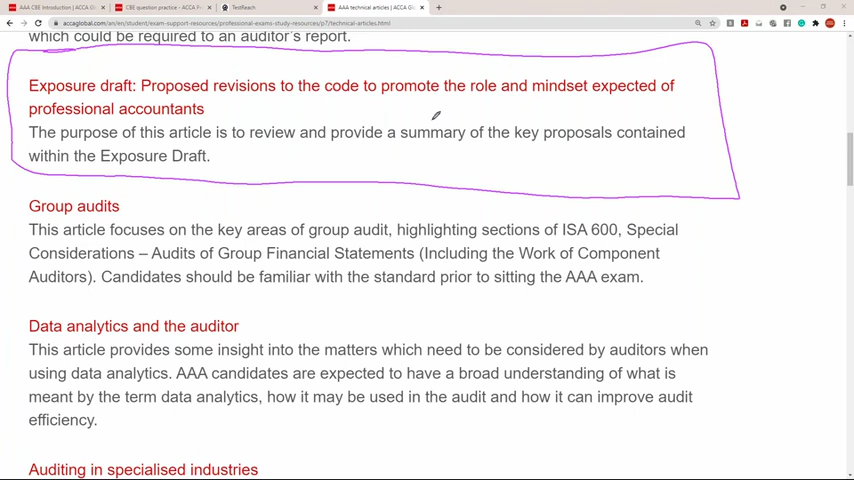 AAA CBE Introduction | ACCA Gl
CBE question practice - ACCA P
TestReach
AAA technical articles | ACCA G
accaglobal.com/an/en/student/exam-support-resources/professional-exams-study-resources/p7/technical-articles.html
which could be required to an auditor's report.
Exposure draft: Proposed revisions to the code to promote the role and mindset expected of
professional accountants
The purpose of this article is to review and provide a summary of the key proposals contained
within the Exposure Draft.
Group audits
This article focuses on the key areas of group audit, highlighting sections of ISA 600, Special
Considerations – Audits of Group Financial Statements (Including the Work of Component
Auditors). Candidates should be familiar with the standard prior to sitting the AAA exam.
Data analytics and the auditor
This article provides some insight into the matters which need to be considered by auditors when
using data analytics. AAA candidates are expected to have a broad understanding of what is
meant by the term data analytics, how it may be used in the audit and how it can improve audit
efficiency.
Auditing in specialised industries